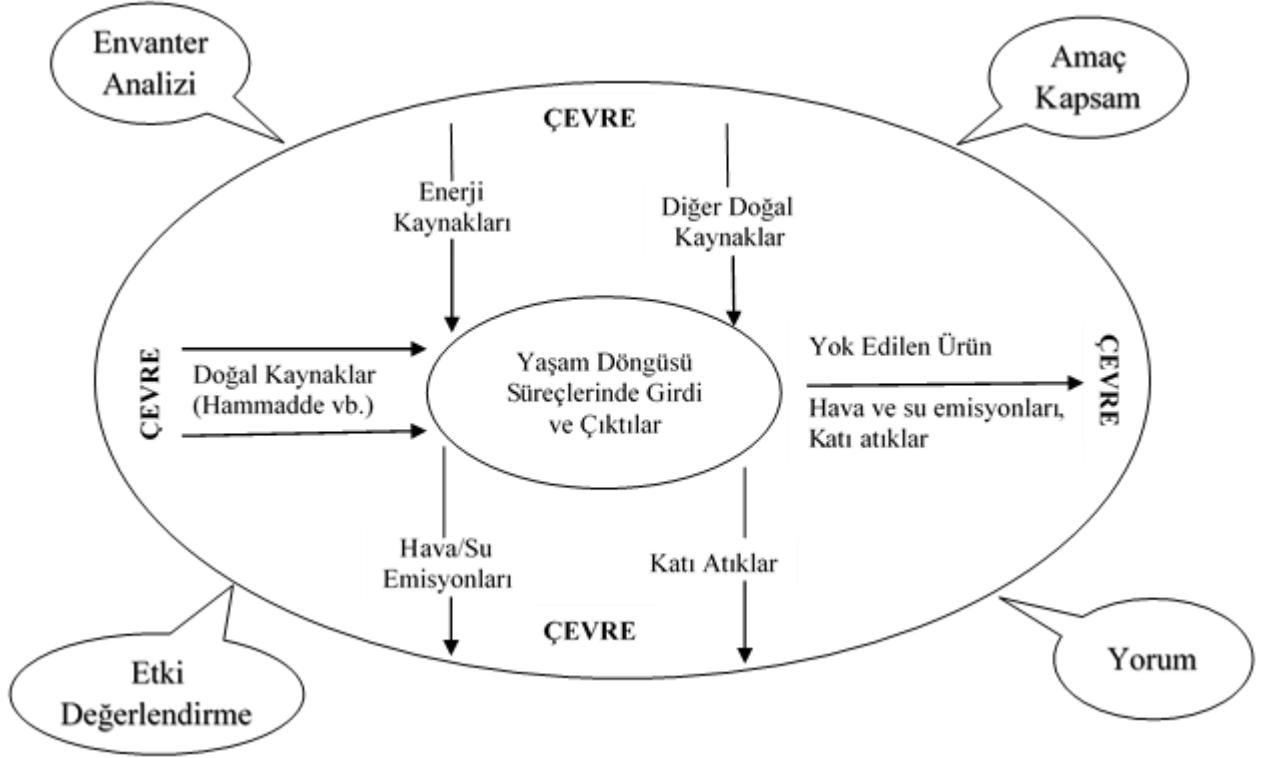 Envanter
Analizi
Amaç
Kapsam
ÇEVRE
Enerji
Kaynakları
Diğer Doğal
Kaynaklar
ÇEVRE
Doğal Kaynaklar
(Hammadde vb.)
Yaşam Döngüsü
Süreçlerinde Girdi
ve Çıktılar
Yok Edilen Ürün
Hava ve su emisyonları,
Katı atıklar
ÇEVRE
Hava/Su
Emisyonları
Katı Atıklar
ÇEVRE
Etki
Değerlendirme
Yorum